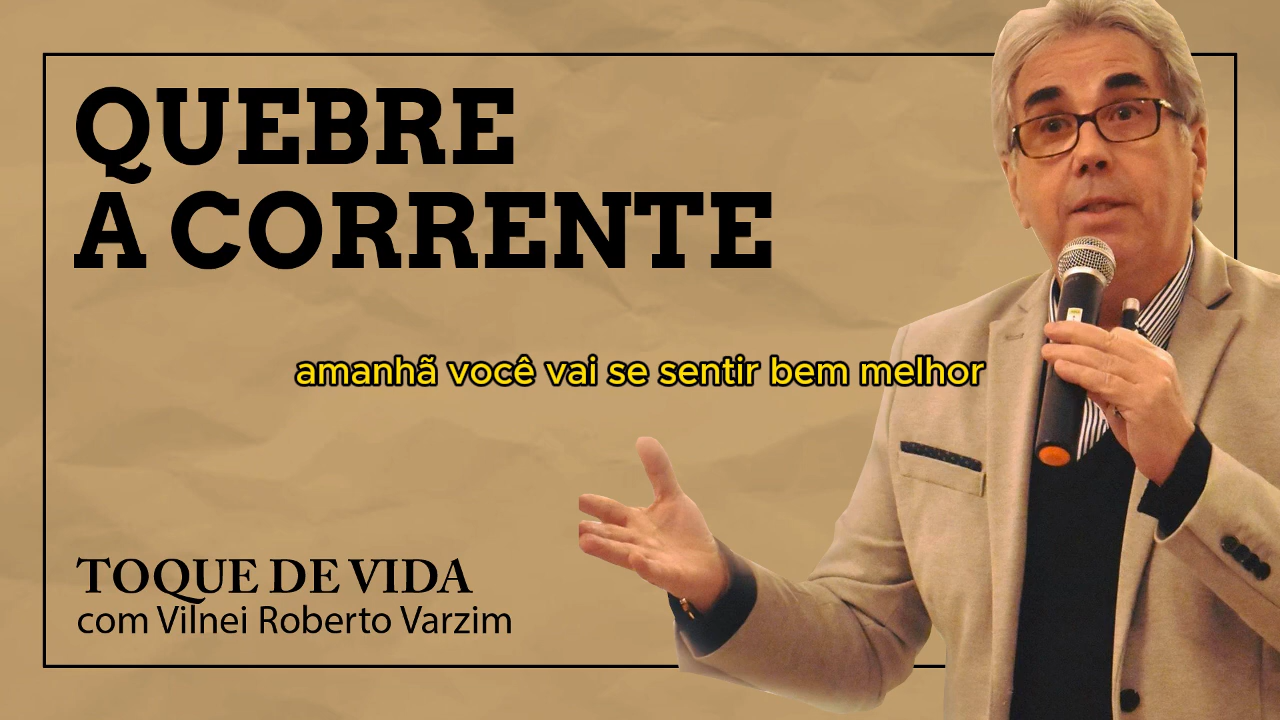 QUEBRE
A CORRENTE
amanhã você vai se sentir bem melhor
TOQUE DE VIDA
com Vilnei Roberto Varzim